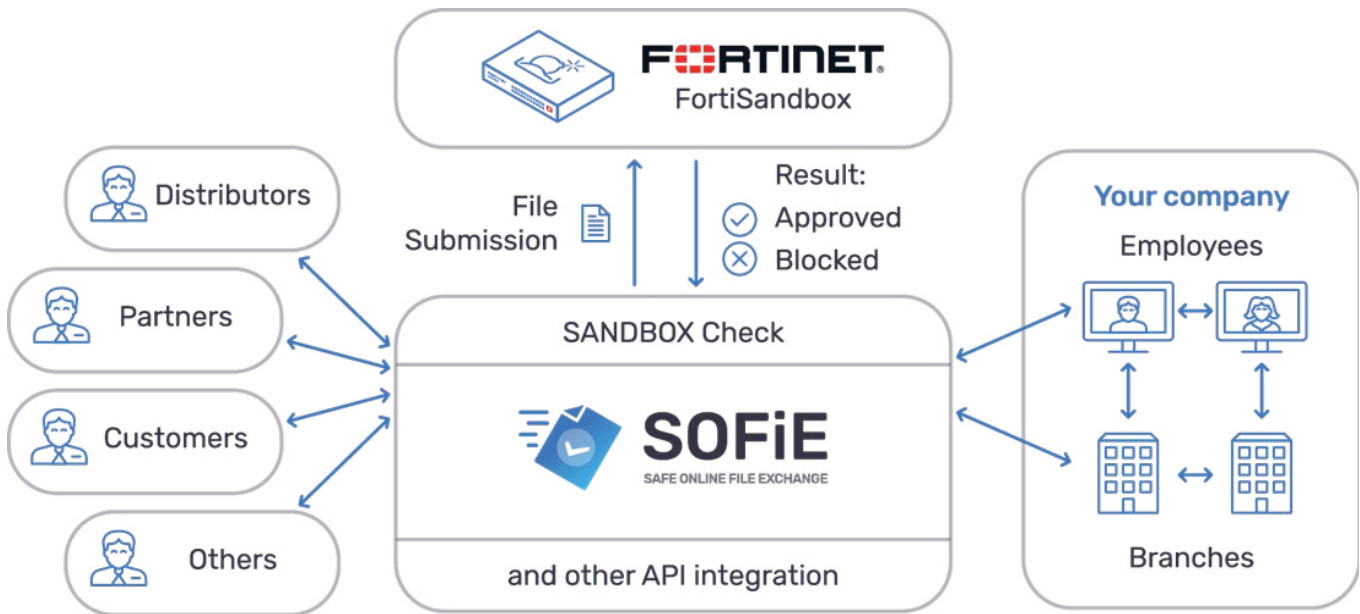 FORTINET®
FortiSandbox
Distributors
Partners
Customers
Others
File
Submission
Result:
Approved
Blocked
SANDBOX Check
SOFiE
SAFE ONLINE FILE EXCHANGE
and other API integration
Your company
Employees
Branches